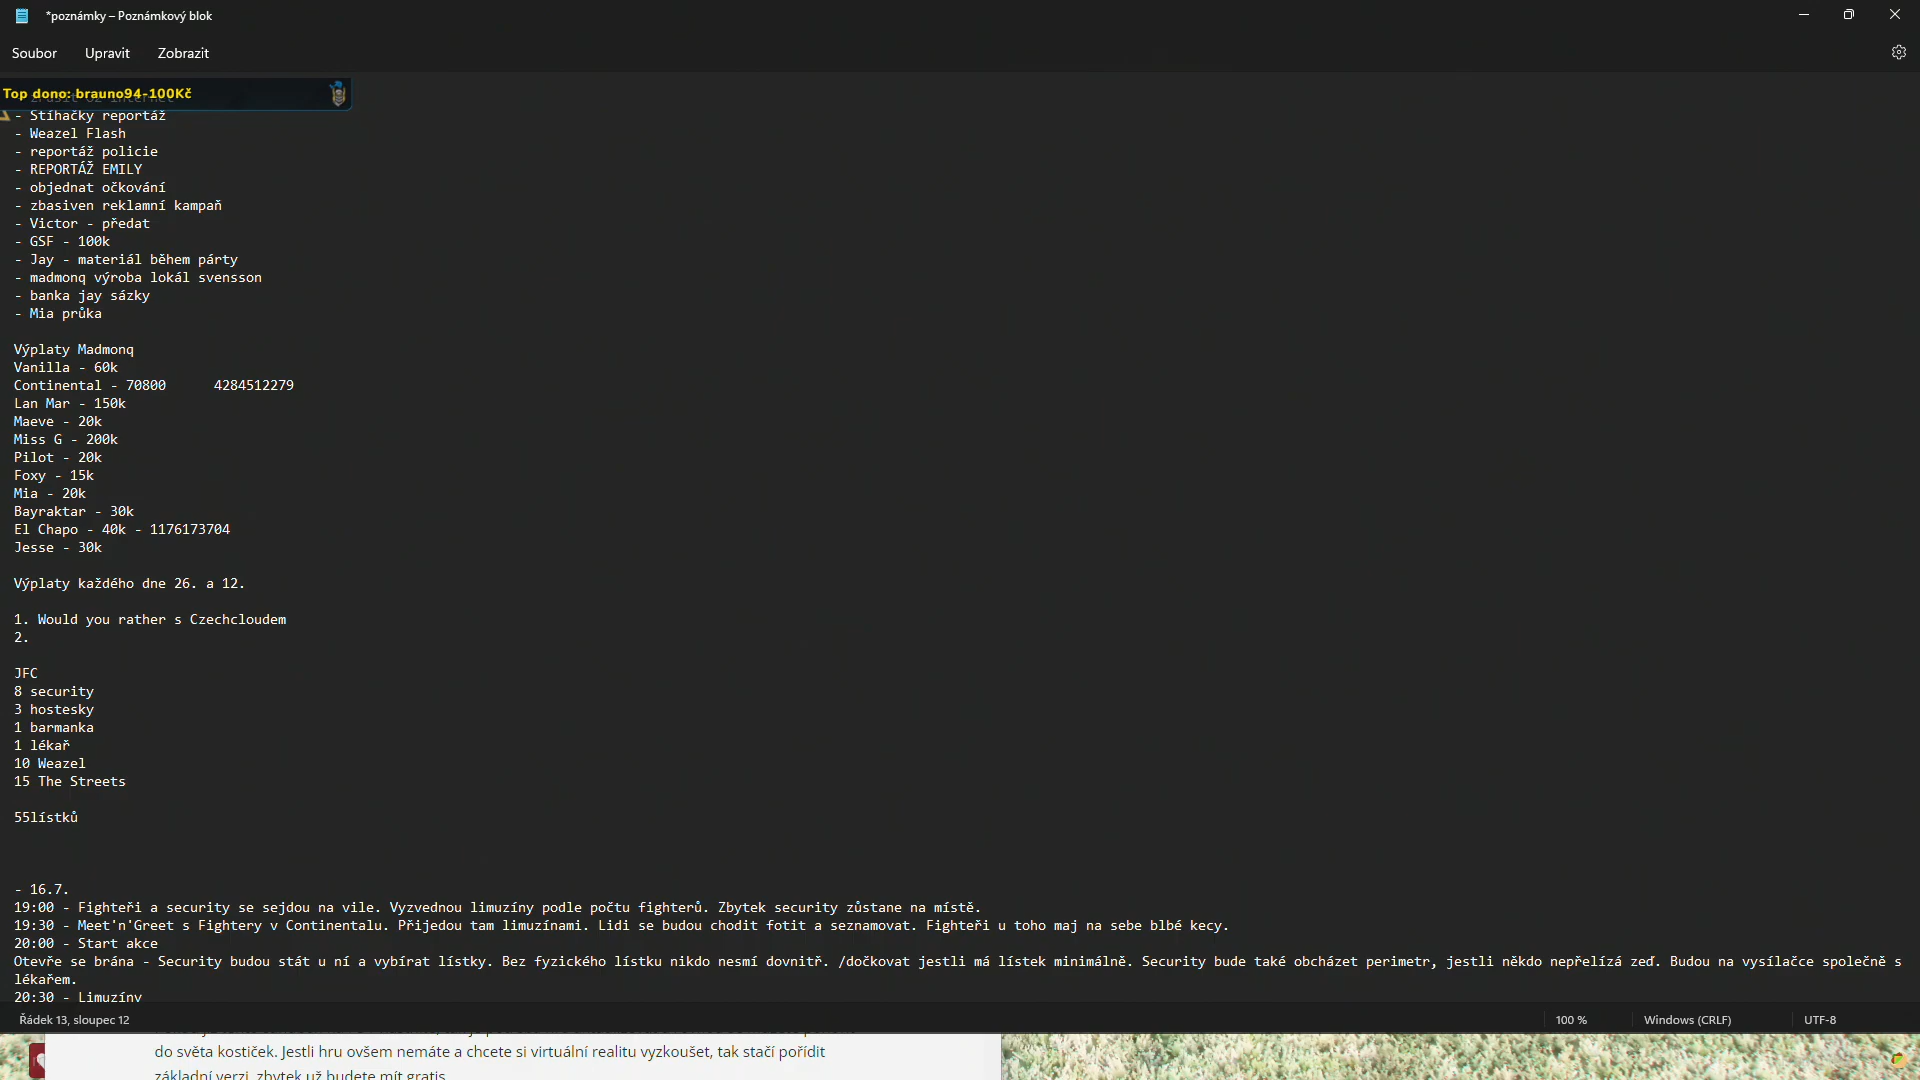 *poznámky – Poznámkový blok
Soubor Upravit Zobrazit
Top dono: brauno94-100Kč
- Stíhačky reportáž
- Weazel Flash
- reportáž policie
- REPORTÁŽ EMILY
- objednat očkování
- zbasiven reklamní kampaň
- Victor - předat
- GSF - 100k
- Jay - materiál během párty
- madmonq výroba lokál svensson
- banka jay sázky
- Mia průka
Výplaty Madmonq
Vanilla - 60k
Continental - 70800 4284512279
Lan Mar - 150k
Maeve - 20k
Miss G - 200k
Pilot - 20k
Foxy - 15k
Mia - 20k
Bayraktar - 30k
El Chapo - 40k - 1176173704
Jesse - 30k
Výplaty každého dne 26. a 12.
1. Would you rather s Czechcloudem
2.
JFC
8 security
3 hostesky
1 barmanka
1 lékař
10 Weazel
15 The Streets
55lístků
- 16.7.
19:00 - Fighteři a security se sejdou na vile. Vyzvednou limuzíny podle počtu fighterů. Zbytek security zůstane na místě.
19:30 - Meet'n'Greet s Fightery v Continentalu. Přijedou tam limuzínami. Lidi se budou chodit fotit a seznamovat. Fighteři u toho maj na sebe blbé kecy.
20:00 - Start akce
Otevře se brána - Security budou stát u ní a vybírat lístky. Bez fyzického lístku nikdo nesmí dovnitř. /dočkovat jestli má lístek minimálně. Security bude také obcházet perimetr, jestli někdo nepřelízá zeď. Budou na vysílačce společně s
lékařem.
20:30 - Limuzíny
Řádek 13, sloupec 12 100 % Windows (CRLF) UTF-8
do světa kostiček. Jestli hru ovšem nemáte a chcete si virtuální realitu vyzkoušet, tak stačí pořídit
základní verzi, zbytek už budete mít gratis.